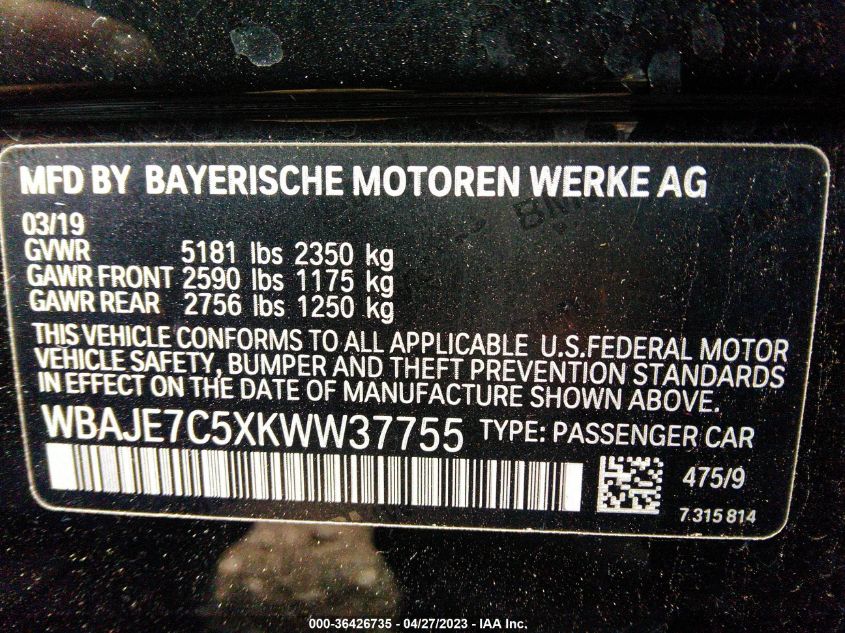 MFD BY BAYERISCHE MOTOREN WERKE AG
03/19
GVWR 5181 lbs 2350 kg
GAWR FRONT 2590 lbs 1175 kg
GAWR REAR 2756 lbs 1250 kg
THIS VEHICLE CONFORMS TO ALL APPLICABLE U.S.FEDERAL MOTOR
VEHICLE SAFETY, BUMPER AND THEFT PREVENTION STANDARDS
IN EFFECT ON THE DATE OF MANUFACTURE SHOWN ABOVE.
WBAJE7C5XKWW37755 TYPE: PASSENGER CAR
475/9
7 315 814
000-36426735 - 04/27/2023 - IAA Inc.